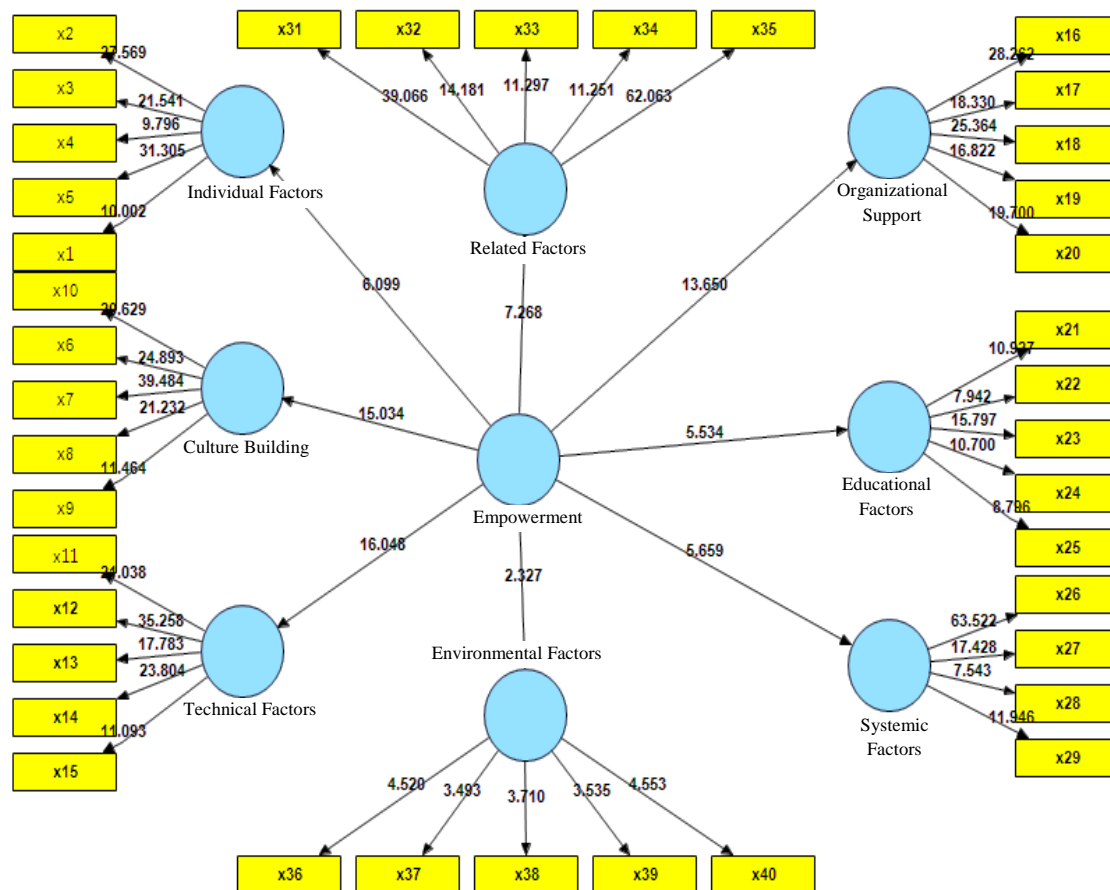 x31
x32
x33
x34
x35
39.066
14.181
11.297
11.251
62.063
Related Factors
x2
x3
x4
x5
x1
27.569
21.541
9.796
31.305
10.002
Individual Factors
x16
x17
x18
x19
x20
28.262
18.330
25.364
16.822
19.700
Organizational
Support
6.099
7.268
13.650
x10
x6
x7
x8
x9
24.893
39.484
21.232
11.464
Culture Building
15.034
Empowerment
5.534
x21
x22
x23
x24
x25
7.942
15.797
10.700
8.796
Educational
Factors
x11
x12
x13
x14
x15
35.258
17.783
23.804
11.093
Technical Factors
16.048
2.327
5.659
x26
x27
x28
x29
63.522
17.428
7.543
11.946
Systemic
Factors
Environmental Factors
4.520
3.493
3.710
3.535
4.553
x36
x37
x38
x39
x40